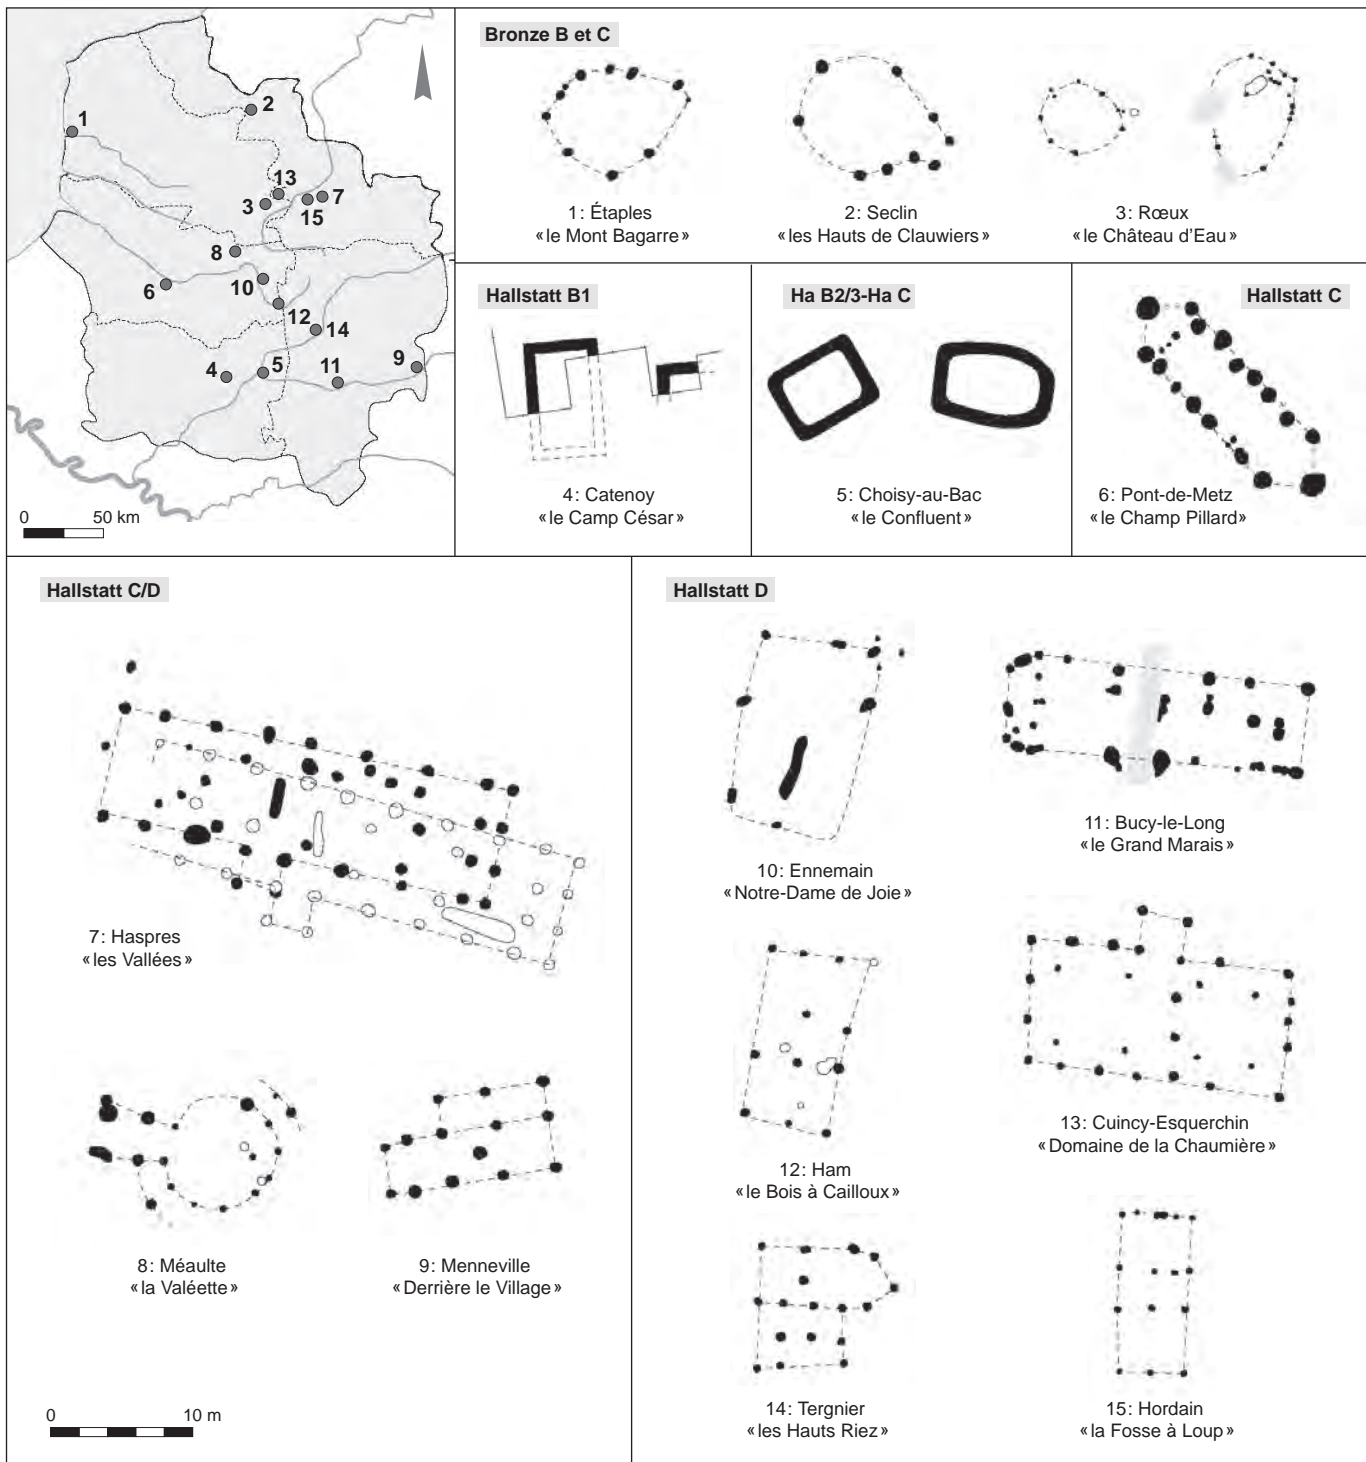 1
2
3
13
15
7
8
6
10
12
14
4
5
11
9
0
50 km
Bronze B et C
1: Étaples
«le Mont Bagarre»
2: Seclin
«les Hauts de Clauwiers»
3: Rœux
«le Château d'Eau»
Hallstatt B1
4: Catenoy
«le Camp César»
Ha B2/3-Ha C
5: Choisy-au-Bac
«le Confluent»
Hallstatt C
6: Pont-de-Metz
«le Champ Pillard»
Hallstatt C/D
7: Haspres
«les Vallées»
8: Méaulte
«la Valéette»
9: Menneville
«Derrière le Village»
0
10 m
Hallstatt D
10: Ennemain
«Notre-Dame de Joie»
11: Bucy-le-Long
«le Grand Marais»
12: Ham
«le Bois à Cailloux»
13: Cuincy-Esquerchin
«Domaine de la Chaumière»
14: Tergnier
«les Hauts Riez»
15: Hordain
«la Fosse à Loup»